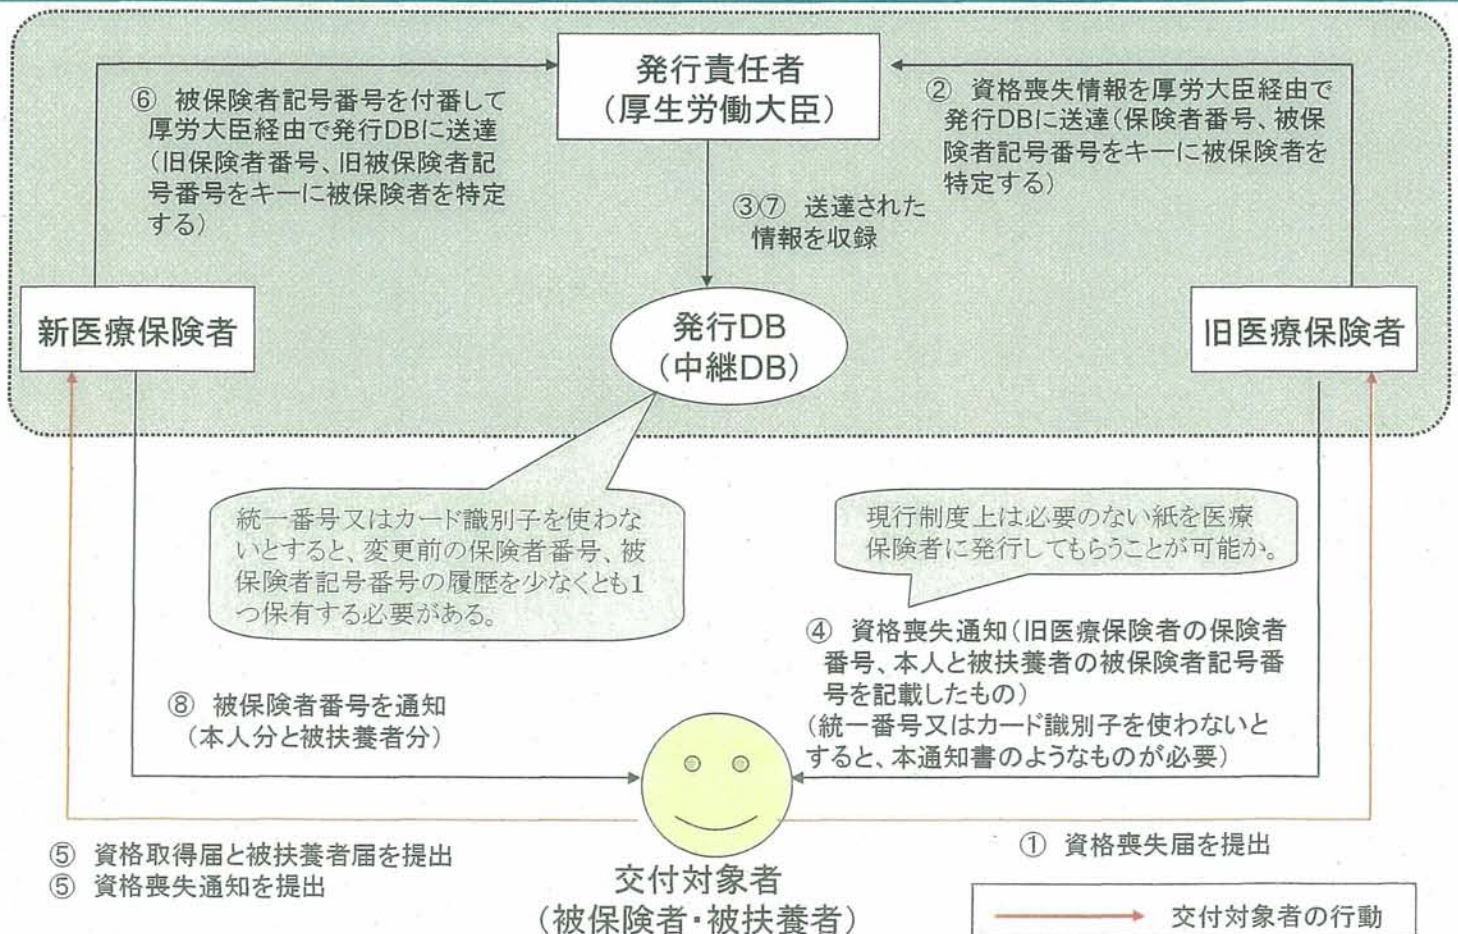 発行責任者
(厚生労働大臣)
⑥ 被保険者記号番号を付番して
厚労大臣経由で発行DBに送達
(旧保険者番号、旧被保険者記
号番号をキーに被保険者を特定
する)
② 資格喪失情報を厚労大臣経由で
発行DBに送達(保険者番号、被保
険者記号番号をキーに被保険者を
特定する)
③⑦ 送達された
情報を収録
新医療保険者
発行DB
(中継DB)
旧医療保険者
統一番号又はカード識別子を使わな
いとすると、変更前の保険者番号、被
保険者記号番号の履歴を少なくとも1
つ保有する必要がある。
現行制度上は必要のない紙を医療
保険者に発行してもらうことが可能か。
④ 資格喪失通知(旧医療保険者の保険者
番号、本人と被扶養者の被保険者記号番
号を記載したもの)
(統一番号又はカード識別子を使わないと
すると、本通知書のようなものが必要)
⑧ 被保険者番号を通知
(本人分と被扶養者分)
⑤ 資格取得届と被扶養者届を提出
⑤ 資格喪失通知を提出
① 資格喪失届を提出
交付対象者
(被保険者・被扶養者)
交付対象者の行動